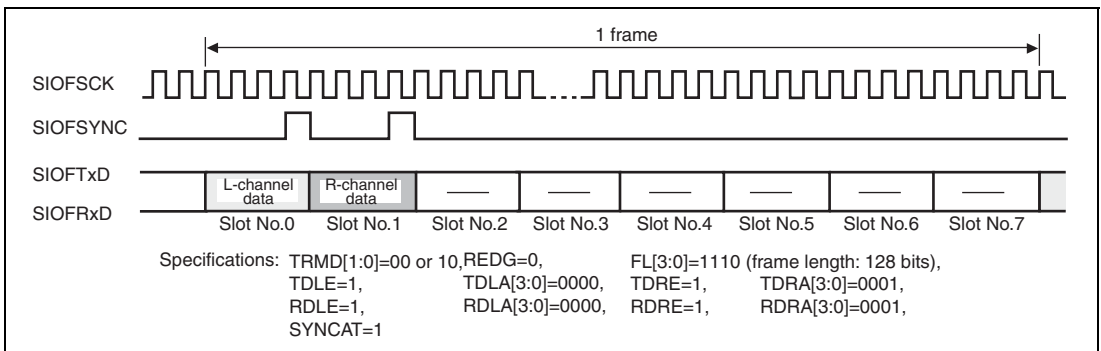 1 frame
SIOFSCK
SIOFSYNC
SIOFTxD
L-channel data
R-channel data
SIOFRxD
Slot No.0 Slot No.1 Slot No.2 Slot No.3 Slot No.4 Slot No.5 Slot No.6 Slot No.7
Specifications: TRMD[1:0]=00 or 10, REDG=0, FL[3:0]=1110 (frame length: 128 bits),
TDLE=1, TDLA[3:0]=0000, TDRE=1, TDRA[3:0]=0001,
RDLE=1, RDLA[3:0]=0000, RDRE=1, RDRA[3:0]=0001,
SYNCAT=1